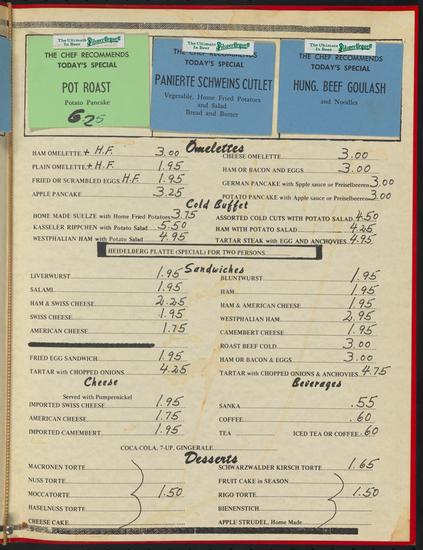 The Ultimate In Beer
THE CHEF RECOMMENDS
TODAY'S SPECIAL
POT ROAST
Potato Pancake
6 25
The Ultimate In Beer
THE CHEF RECOMMENDS
TODAY'S SPECIAL
PANIERTE SCHWEINS CUTLET
Vegetable, Home Fried Potatoes
and Salad
Bread and Butter
The Ultimate In Beer
THE CHEF RECOMMENDS
TODAY'S SPECIAL
HUNG. BEEF GOULASH
and Noodles
Omelettes
HAM OMELETTE + H.F. 3.00
PLAIN OMELETTE + H.F. 1.95
FRIED OR SCRAMBLED EGGS H.F. 1.95
APPLE PANCAKE 3.25
CHEESE OMELETTE 3.00
HAM OR BACON and EGGS 3.00
GERMAN PANCAKE with Spple sauce or Preiselbeeren 3.00
POTATO PANCAKE with Apple sauce or Preiselbeeren 3.00
Cold Buffet
HOME MADE SUELZE with Home Fried Potatoes 3.75
KASSELER RIPPCHEN with Potato Salad 5.50
WESTPHALIAN HAM with Potato Salad 4.95
ASSORTED COLD CUTS WITH POTATO SALAD 4.50
HAM WITH POTATO SALAD 4.25
TARTAR STEAK with EGG AND ANCHOVIES 4.95
HEIDELBERG PLATTE (SPECIAL) FOR TWO PERSONS
Sandwiches
LIVERWURST 1.95
SALAMI 1.95
HAM & SWISS CHEESE 2.25
SWISS CHEESE 1.95
AMERICAN CHEESE 1.75
FRIED EGG SANDWICH 1.95
TARTAR with CHOPPED ONIONS 4.25
BLUNTWURST 1.95
HAM 1.95
HAM & AMERICAN CHEESE 1.95
WESTPHALIAN HAM 2.95
CAMEMBERT CHEESE 1.95
ROAST BEEF COLD 3.00
HAM OR BACON & EGGS 3.00
TARTAR with CHOPPED ONIONS & ANCHOVIES 4.75
Cheese
Served with Pumpernickel
IMPORTED SWISS CHEESE 1.95
AMERICAN CHEESE 1.75
IMPORTED CAMEMBERT 1.95
Beverages
SANKA .55
COFFEE .60
TEA ICED TEA OR COFFEE .60
COCA-COLA, 7-UP, GINGERALE
Desserts
MACRONEN TORTE
NUSS TORTE
MOCCATORTE 1.50
HASELNUSS TORTE
CHEESE CAKE
SCHWARZWALDER KIRSCH TORTE 1.65
FRUIT CAKE in SEASON
RIGO TORTE 1.50
BIENENSTICH
APPLE STRUDEL, Home Made